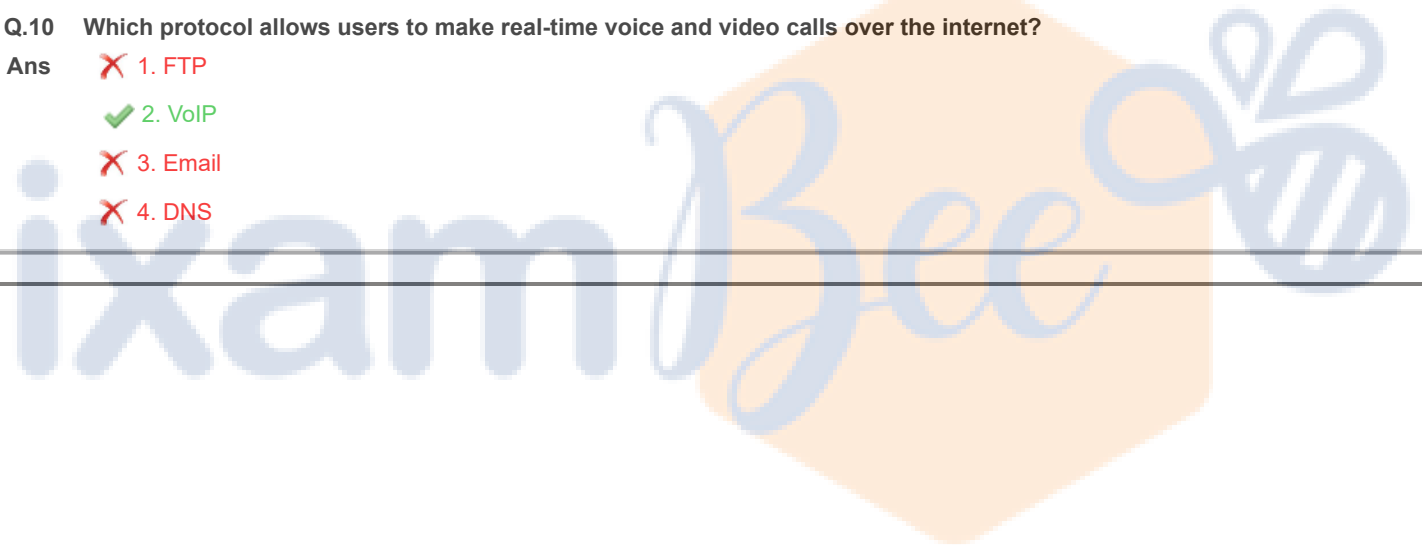 Q.10 Which protocol allows users to make real-time voice and video calls over the internet?
Ans 1. FTP
2. VoIP
3. Email
4. DNS
ixamBee